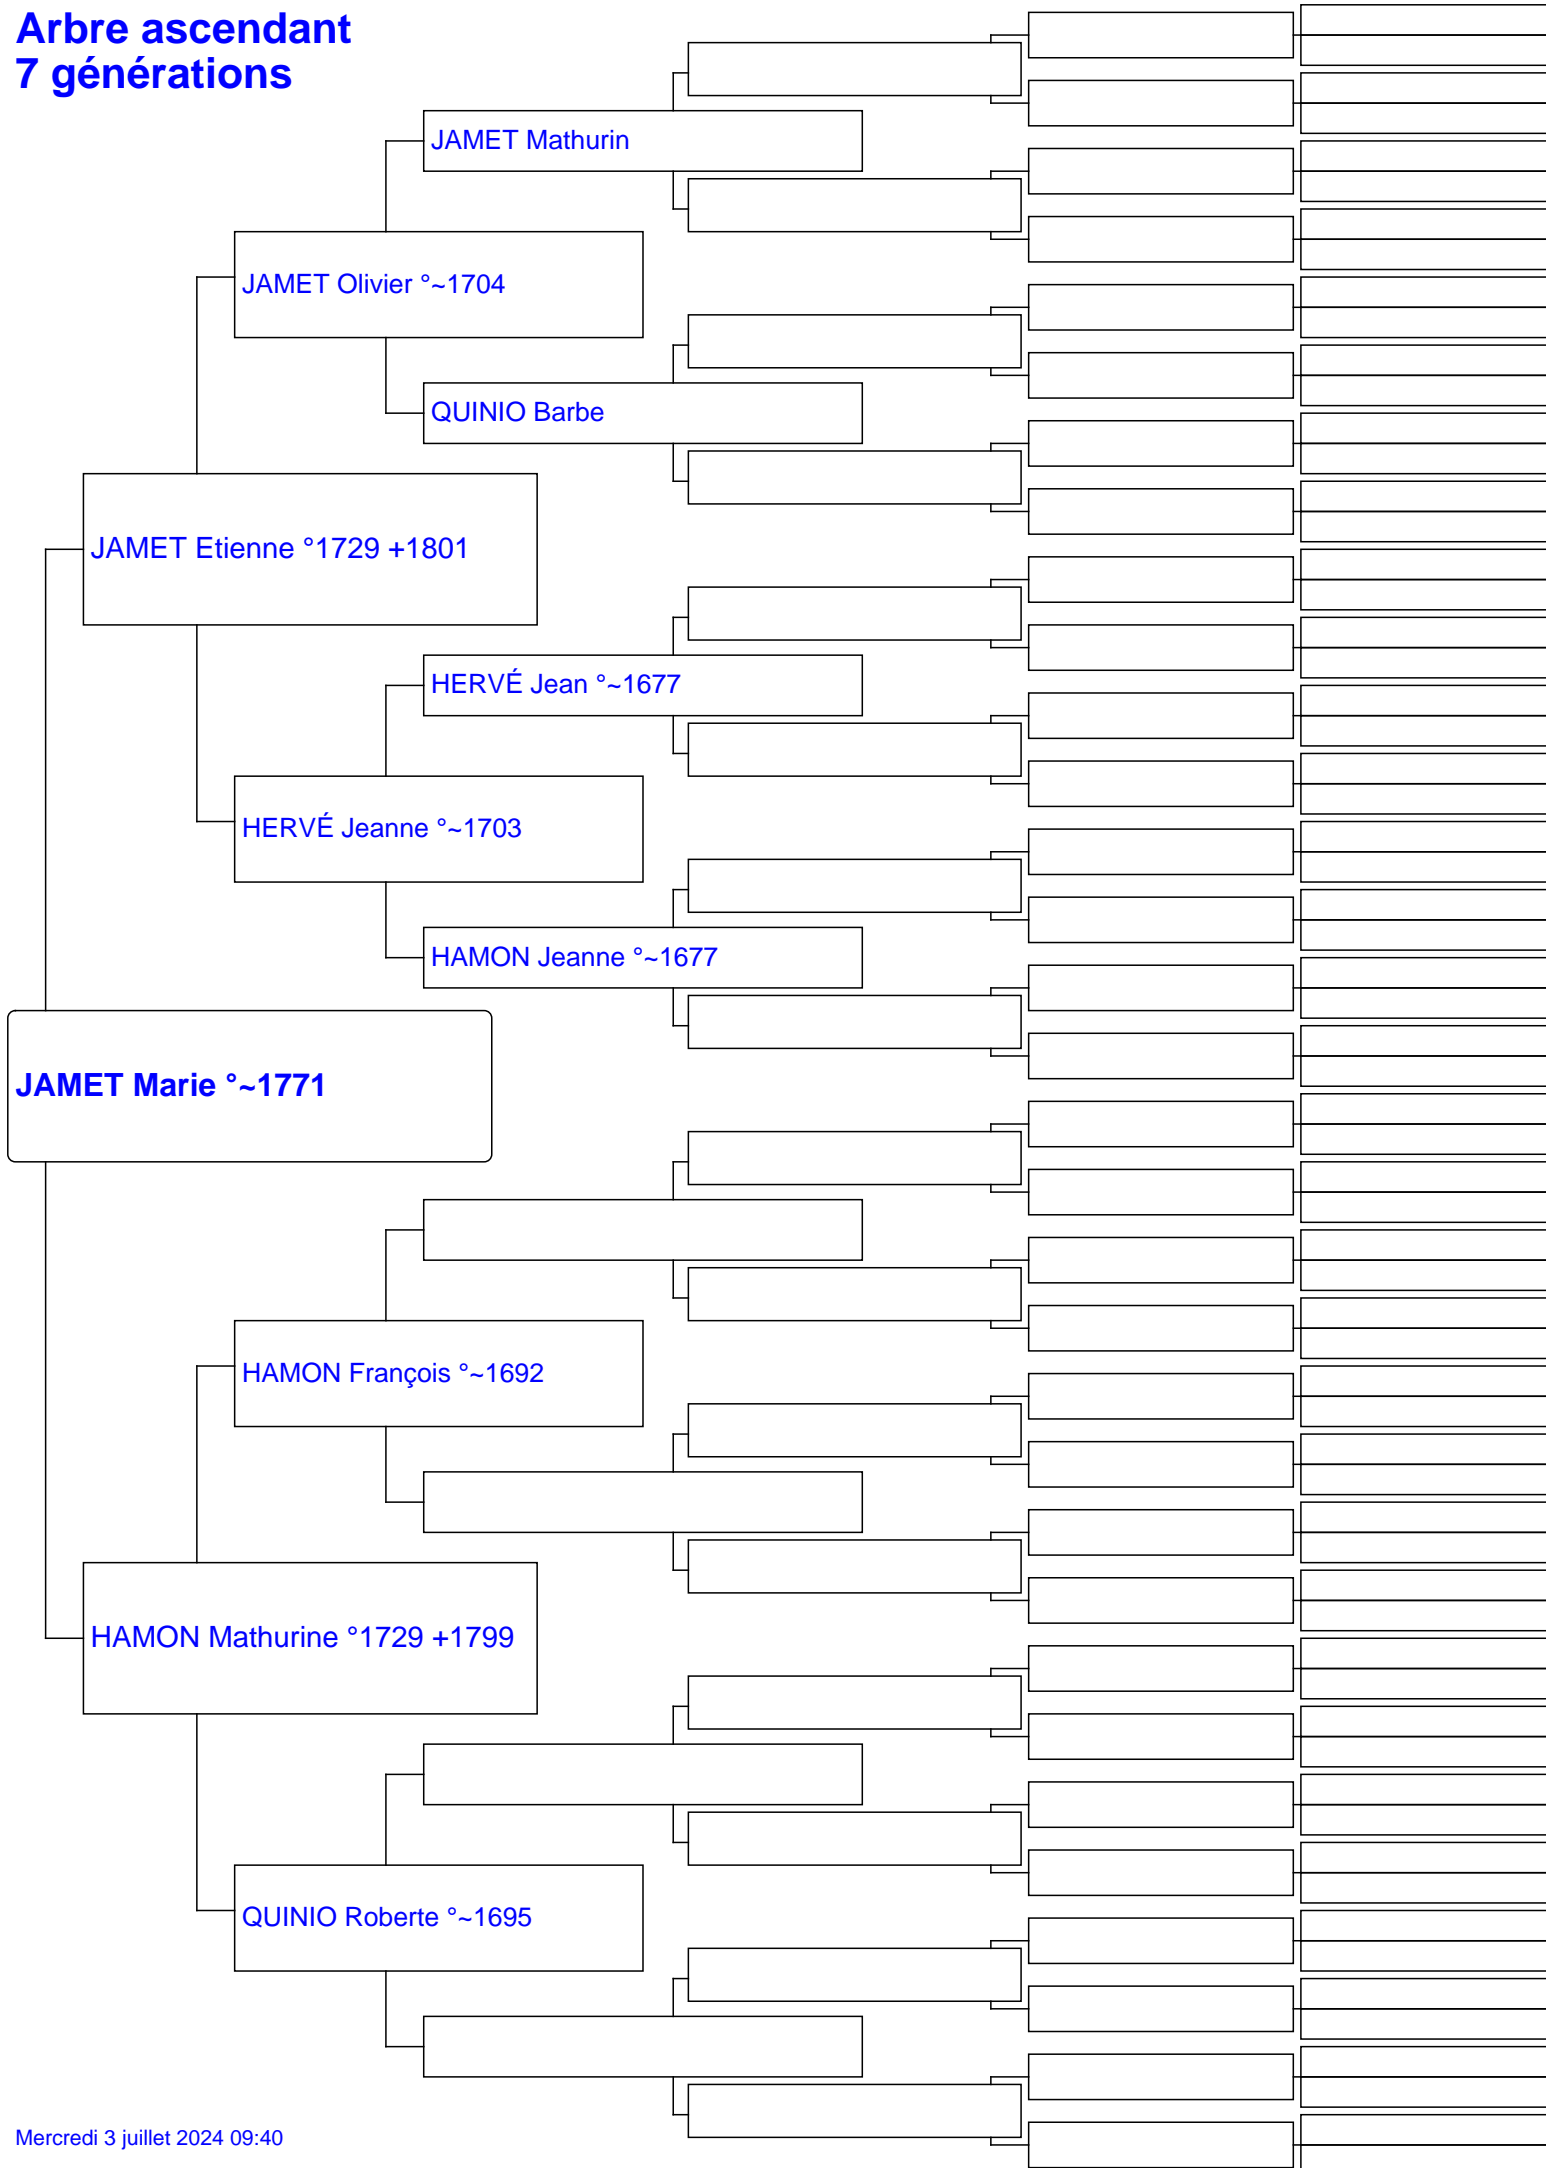 Arbre ascendant
7 générations
JAMET Mathurin
JAMET Olivier °~1704
QUINIO Barbe
JAMET Etienne °1729 +1801
HERVÉ Jean °~1677
HERVÉ Jeanne °~1703
HAMON Jeanne °~1677
JAMET Marie °~1771
HAMON François °~1692
HAMON Mathurine °1729 +1799
QUINIO Roberte °~1695
Mercredi 3 juillet 2024 09:40